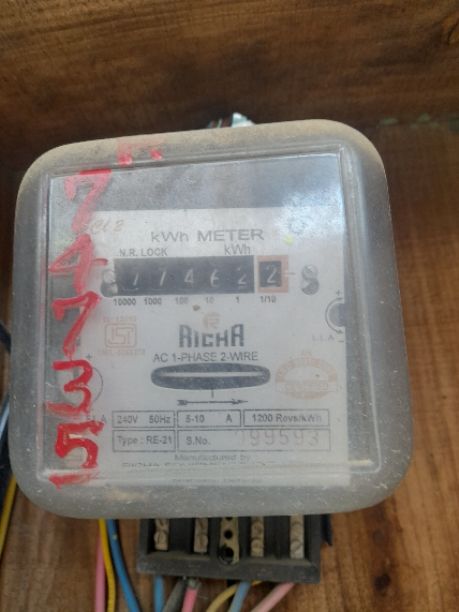 7
4
7
3
5
kWh METER
N.R. LOCK kWh
77462 2
10000 1000 100 10 1 1/10
RICHA
AC 1-PHASE 2-WIRE
240V 50Hz 5-10 A 1200 Revs/kWh
Type : RE-21 S.No.
Manufactured by